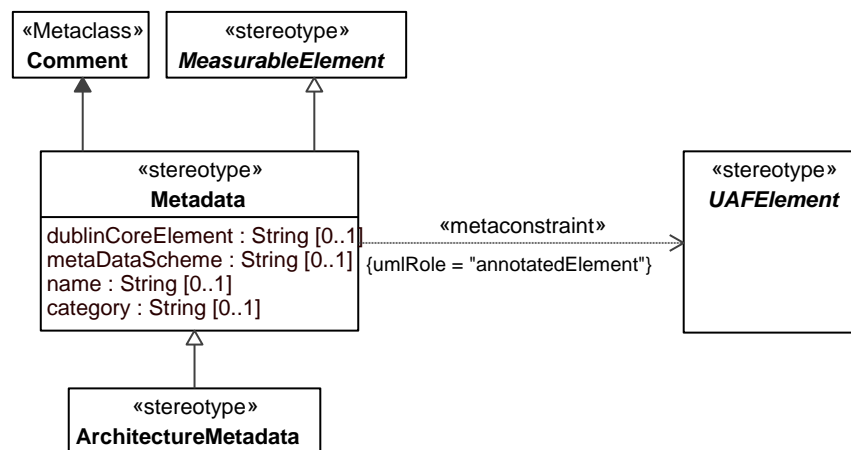 «Metaclass»
Comment
«stereotype»
MeasurableElement
«stereotype»
Metadata
dublinCoreElement : String [0..1]
metaDataScheme : String [0..1]
name : String [0..1]
category : String [0..1]
«metaconstraint»
{umlRole = "annotatedElement"}
«stereotype»
UAFElement
«stereotype»
ArchitectureMetadata